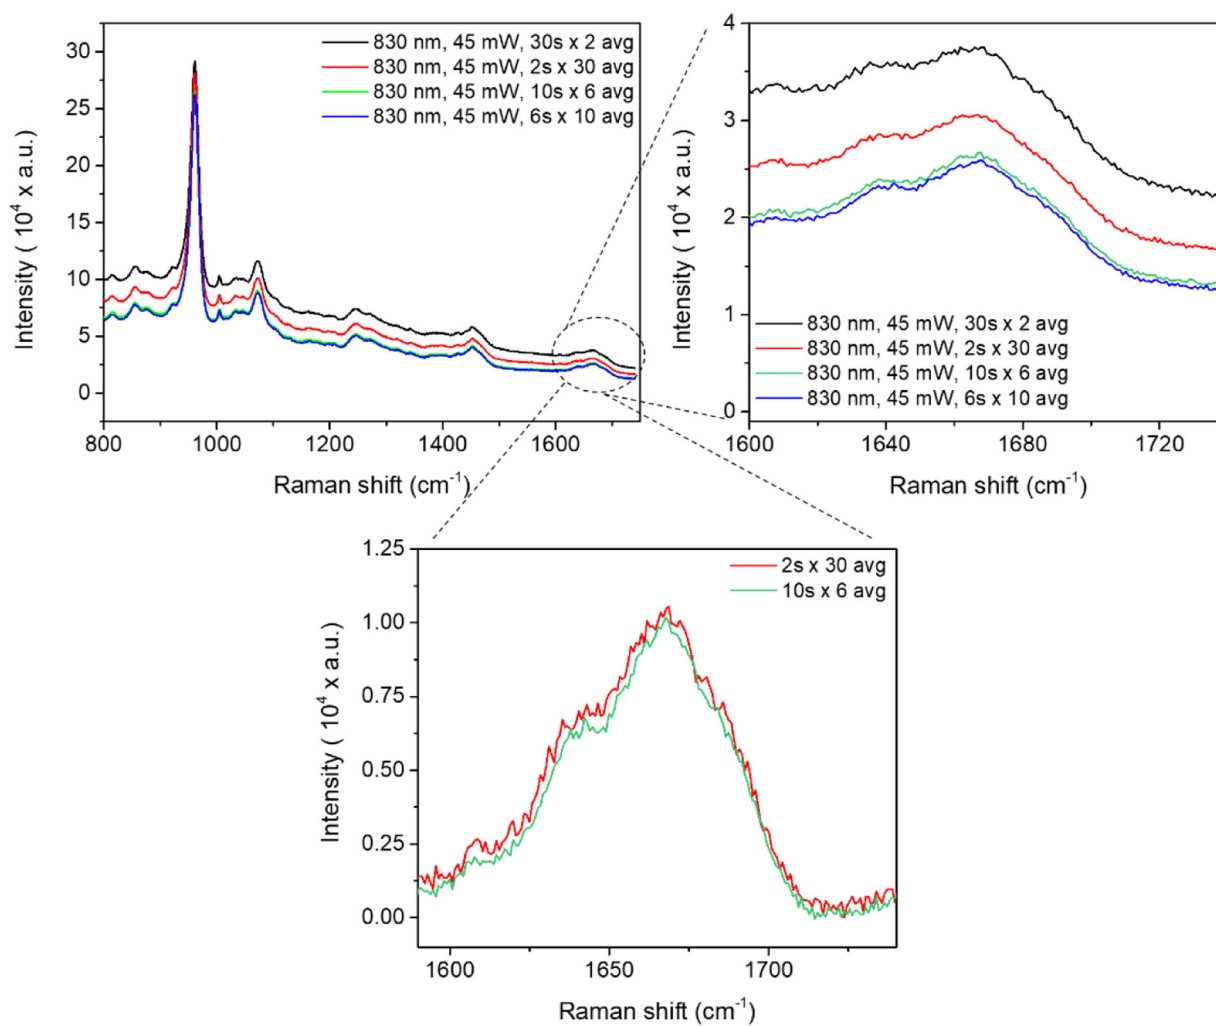 830 nm, 45 mW, 30s x 2 avg
830 nm, 45 mW, 2s x 30 avg
830 nm, 45 mW, 10s x 6 avg
830 nm, 45 mW, 6s x 10 avg
Intensity ( 10⁴ x a.u.)
30
25
20
15
10
5
0
800 1000 1200 1400 1600
Raman shift (cm⁻¹)
Intensity ( 10⁴ x a.u.)
4
3
2
1
0
830 nm, 45 mW, 30s x 2 avg
830 nm, 45 mW, 2s x 30 avg
830 nm, 45 mW, 10s x 6 avg
830 nm, 45 mW, 6s x 10 avg
1600 1640 1680 1720
Raman shift (cm⁻¹)
2s x 30 avg
10s x 6 avg
Intensity ( 10⁴ x a.u.)
1.25
1.00
0.75
0.50
0.25
0.00
1600 1650 1700
Raman shift (cm⁻¹)